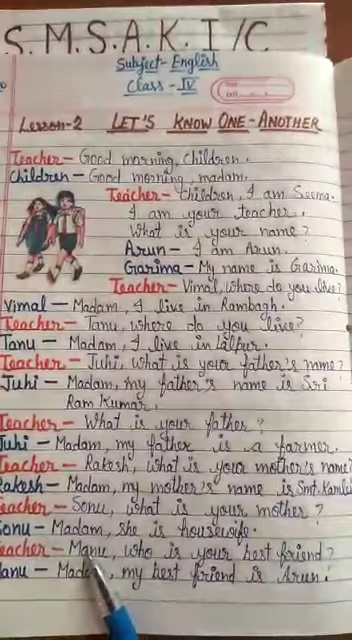 S.M.S.A.K.I/C
Subject- English
Class-IV
Lesson-2 LET'S KNOW ONE-ANOTHER
Teacher- Good morning, Children.
Children- Good morning, madam.
Teacher- Children, I am Seema.
I am your teacher.
What is your name?
Arun- I am Arun.
Garima- My name is Garima.
Teacher- Vimal, where do you live?
Vimal- Madam, I live in Rambagh.
Teacher- Tanu, where do you live?
Tanu- Madam, I live in Lalpur.
Teacher- Juhi, what is your father's name?
Juhi- Madam, my father's name is Sri
Ram Kumar.
Teacher- What is your father?
Juhi- Madam, my father is a farmer.
Teacher- Rakesh, what is your mother's name?
Rakesh- Madam, my mother's name is Smt.
Teacher- Sonu, what is your mother?
Sonu- Madam, she is housewife.
Teacher- Manu, who is your best friend?
Manu- Madam, my best friend is Arun.